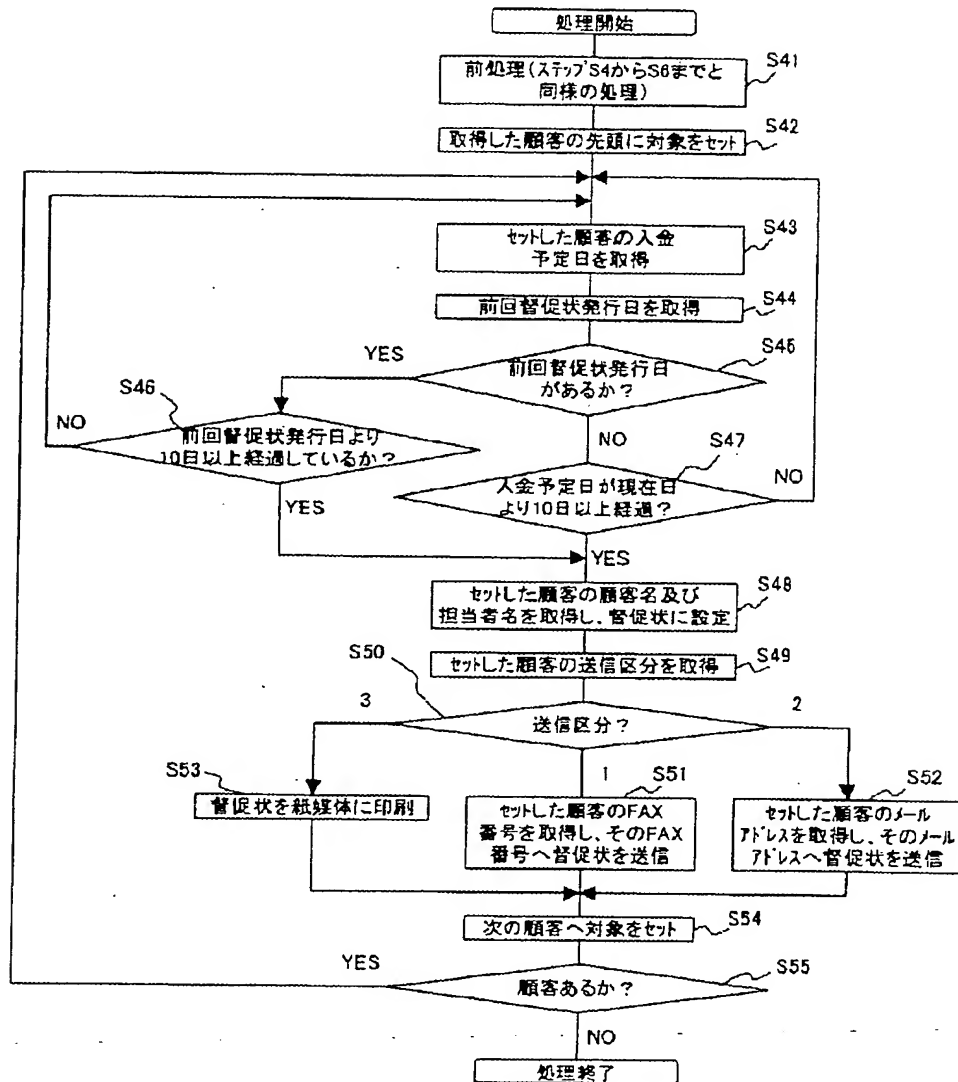 処理開始
S41
前処理(ステップS4からS6までと
同様の処理)
S42
取得した顧客の先頭に対象をセット
S43
セットした顧客の入金
予定日を取得
S44
前回督促状発行日を取得
S45
YES
前回督促状発行日
があるか?
S46
NO
前回督促状発行日より
10日以上経過しているか?
NO
S47
NO
入金予定日が現在日
より10日以上経過?
YES
YES
S48
セットした顧客の顧客名及び
担当者名を取得し、督促状に設定
S49
セットした顧客の送信区分を取得
S50
3
送信区分?
2
S53
督促状を紙媒体に印刷
1
S51
セットした顧客のFAX
番号を取得し、そのFAX
番号へ督促状を送信
S52
セットした顧客のメール
アドレスを取得し、そのメール
アドレスへ督促状を送信
S54
次の顧客へ対象をセット
YES
S55
顧客あるか?
NO
処理終了